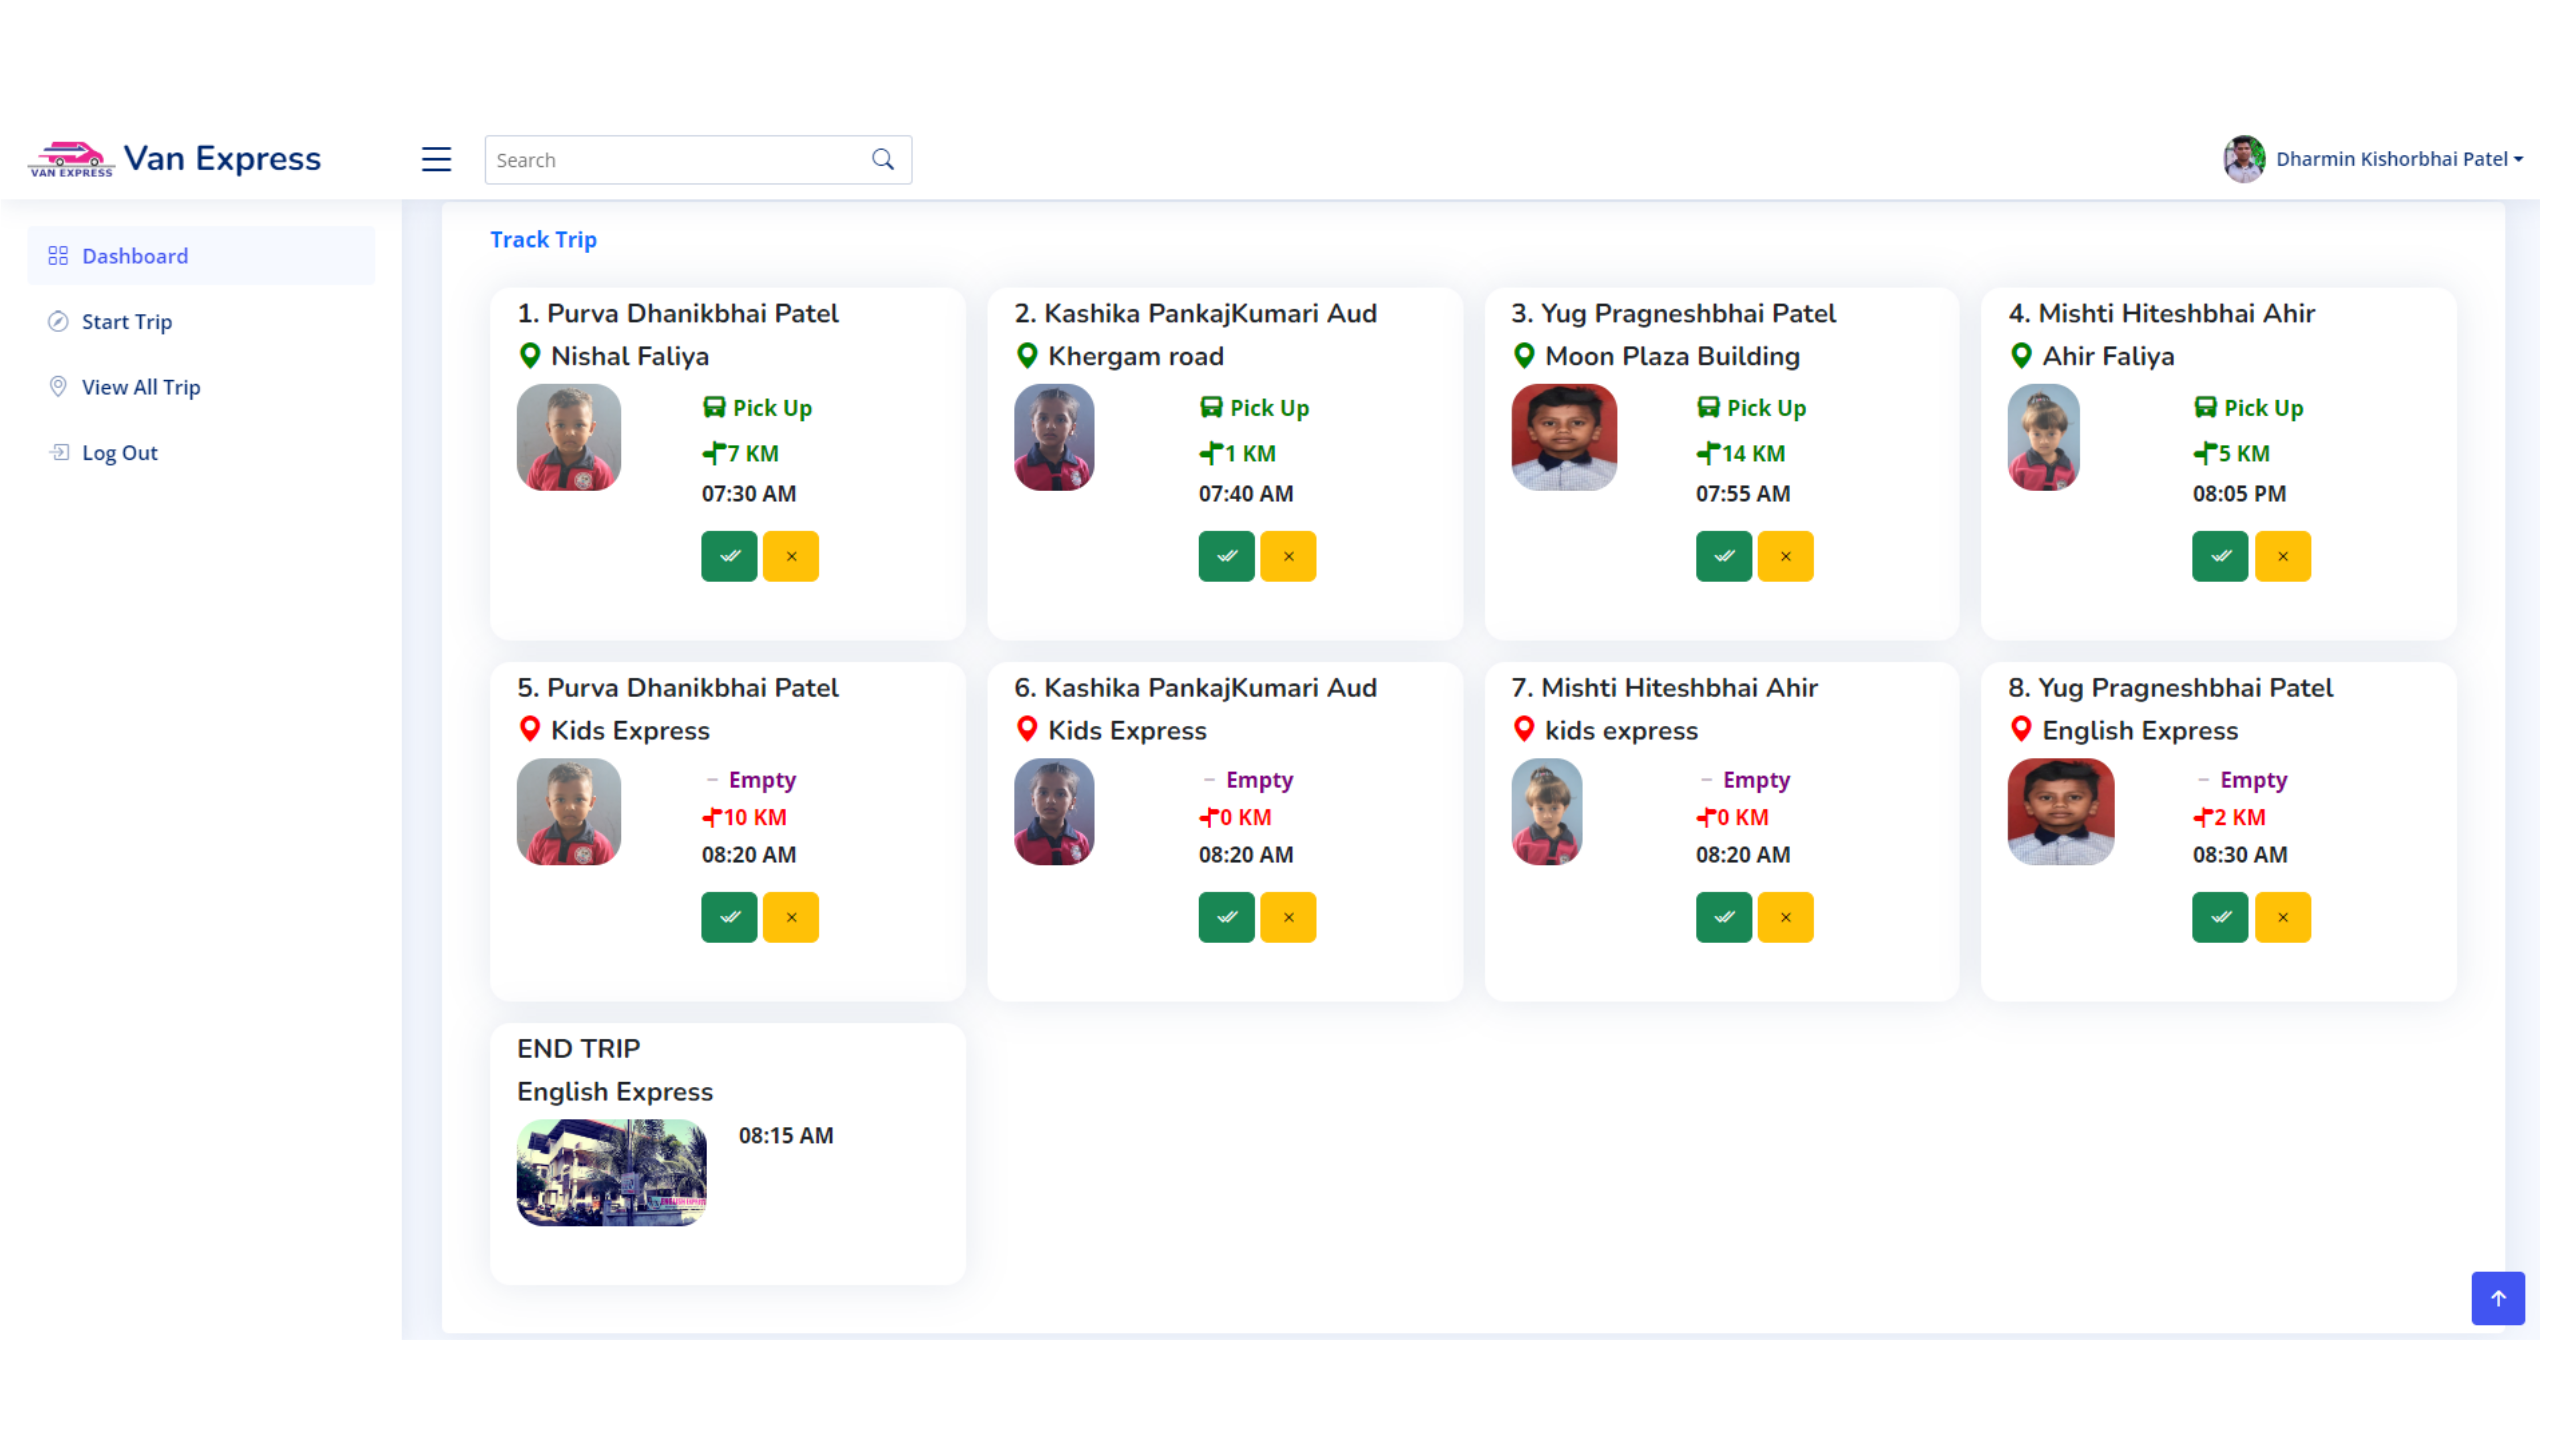 VAN EXPRESS
Van Express
Search
Dharmin Kishorbhai Patel
Dashboard
Start Trip
View All Trip
Log Out
Track Trip
1. Purva Dhanikbhai Patel
Nishal Faliya
Pick Up
7 KM
07:30 AM
2. Kashika PankajKumari Aud
Khergam road
Pick Up
1 KM
07:40 AM
3. Yug Pragneshbhai Patel
Moon Plaza Building
Pick Up
14 KM
07:55 AM
4. Mishti Hiteshbhai Ahir
Ahir Faliya
Pick Up
5 KM
08:05 PM
5. Purva Dhanikbhai Patel
Kids Express
– Empty
10 KM
08:20 AM
6. Kashika PankajKumari Aud
Kids Express
– Empty
0 KM
08:20 AM
7. Mishti Hiteshbhai Ahir
kids express
– Empty
0 KM
08:20 AM
8. Yug Pragneshbhai Patel
English Express
– Empty
2 KM
08:30 AM
END TRIP
English Express
08:15 AM